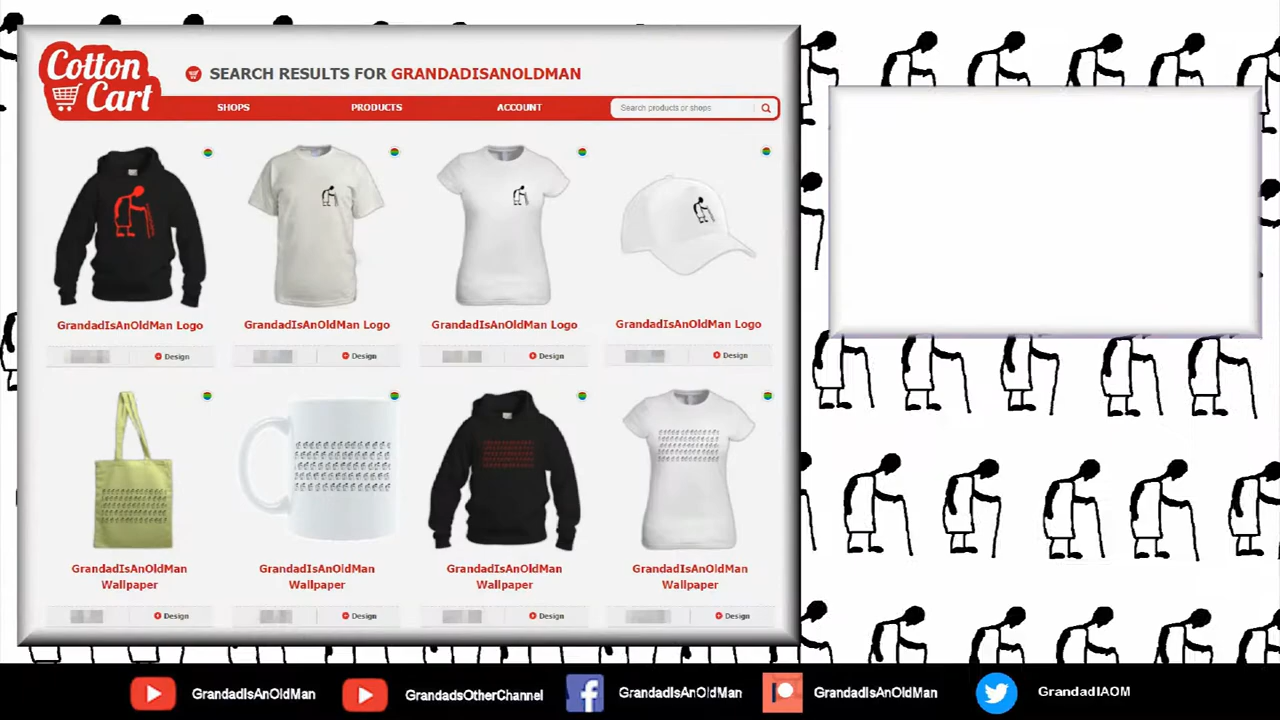 Cotton
Cart
SEARCH RESULTS FOR GRANDADISANOLDMAN
SHOPS PRODUCTS ACCOUNT Search products or shops
GrandadIsAnOldMan Logo GrandadIsAnOldMan Logo GrandadIsAnOldMan Logo GrandadIsAnOldMan Logo
Design Design Design Design
GrandadIsAnOldMan GrandadIsAnOldMan GrandadIsAnOldMan GrandadIsAnOldMan
Wallpaper Wallpaper Wallpaper Wallpaper
Design Design Design Design
GrandadIsAnOldMan GrandadsOtherChannel GrandadIsAnOldMan GrandadIsAnOldMan GrandadIAOM